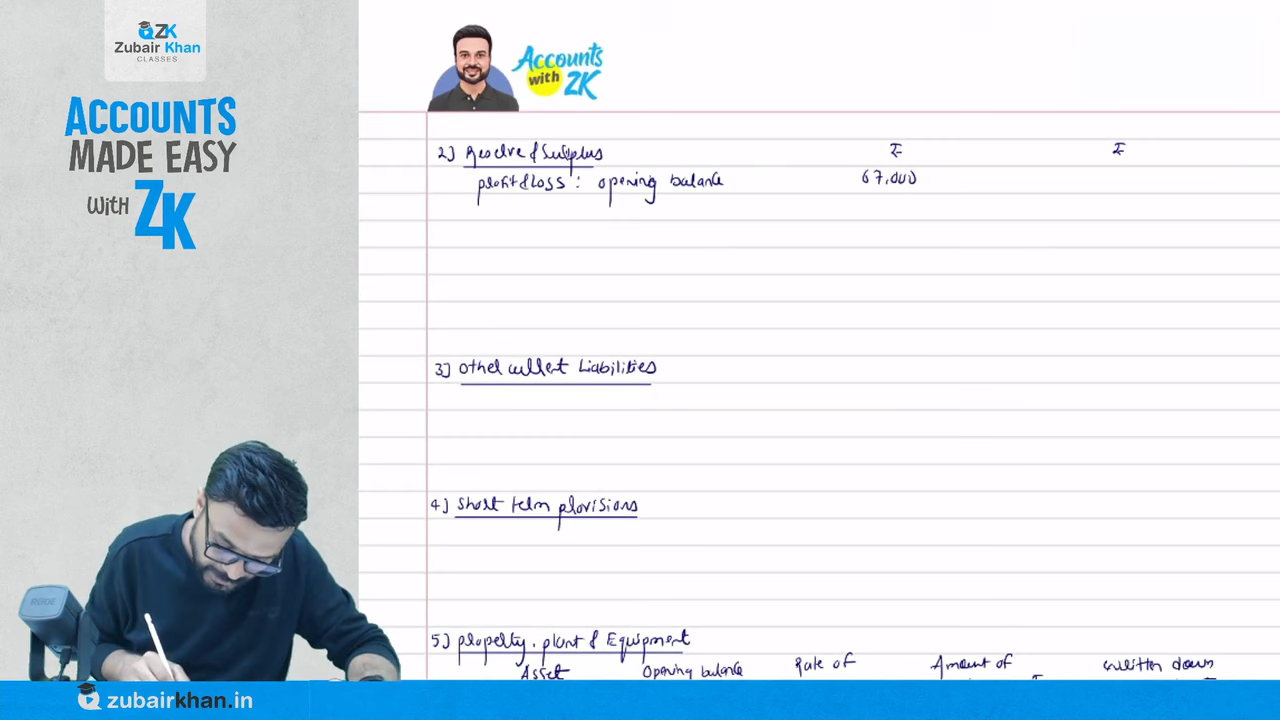 ZK
Zubair Khan
CLASSES
ACCOUNTS
MADE EASY
WITH ZK
Accounts
with ZK
2] Reserve & Surplus ₹ ₹
profit & Loss : opening balance 67,000
3] Other current Liabilities
4] Short term provisions
5] Property, plant & Equipment
Asset Opening balance Rate of Amount of written down
RØDE
zubairkhan.in